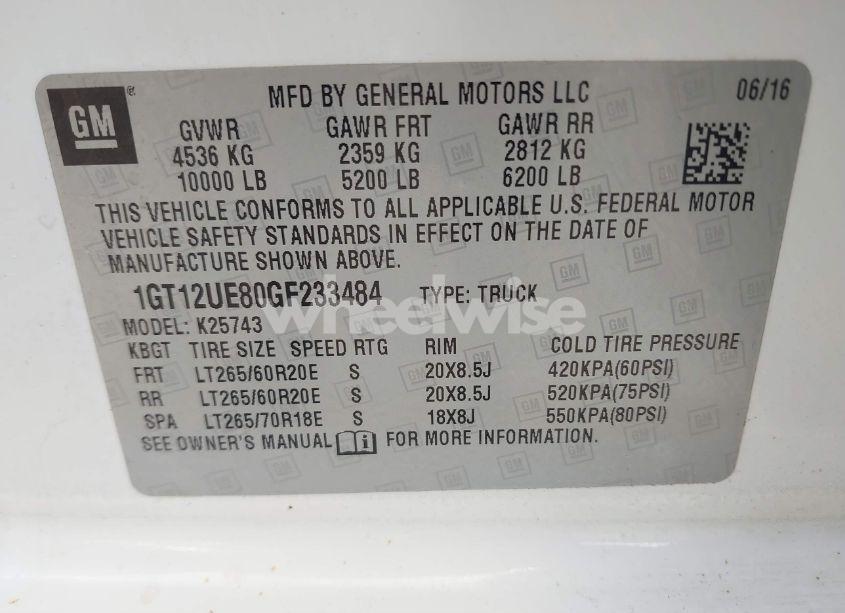 GM
MFD BY GENERAL MOTORS LLC 06/16
GVWR GAWR FRT GAWR RR
4536 KG 2359 KG 2812 KG
10000 LB 5200 LB 6200 LB
THIS VEHICLE CONFORMS TO ALL APPLICABLE U.S. FEDERAL MOTOR
VEHICLE SAFETY STANDARDS IN EFFECT ON THE DATE OF
MANUFACTURE SHOWN ABOVE.
1GT12UE80GF233484 TYPE: TRUCK
wheelwise
MODEL: K25743
KBGT TIRE SIZE SPEED RTG RIM COLD TIRE PRESSURE
FRT LT265/60R20E S 20X8.5J 420KPA(60PSI)
RR LT265/60R20E S 20X8.5J 520KPA(75PSI)
SPA LT265/70R18E S 18X8J 550KPA(80PSI)
SEE OWNER'S MANUAL FOR MORE INFORMATION.